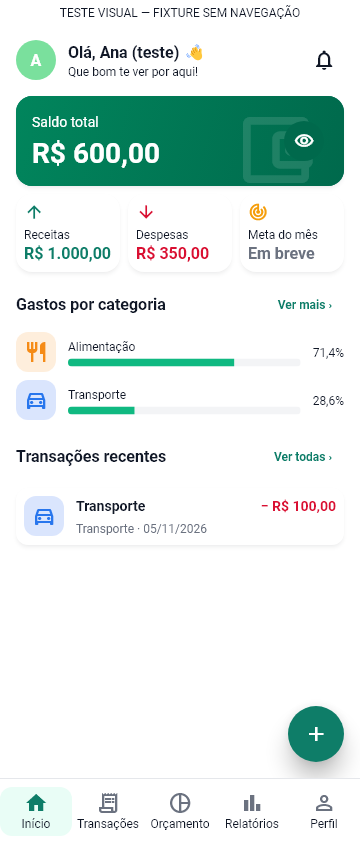 TESTE VISUAL — FIXTURE SEM NAVEGAÇÃO
A
Olá, Ana (teste) 👋
Que bom te ver por aqui!
Saldo total
R$ 600,00
Receitas
R$ 1.000,00
Despesas
R$ 350,00
Meta do mês
Em breve
Gastos por categoria
Ver mais ›
Alimentação
71,4%
Transporte
28,6%
Transações recentes
Ver todas ›
Transporte
− R$ 100,00
Transporte · 05/11/2026
+
Início
Transações
Orçamento
Relatórios
Perfil